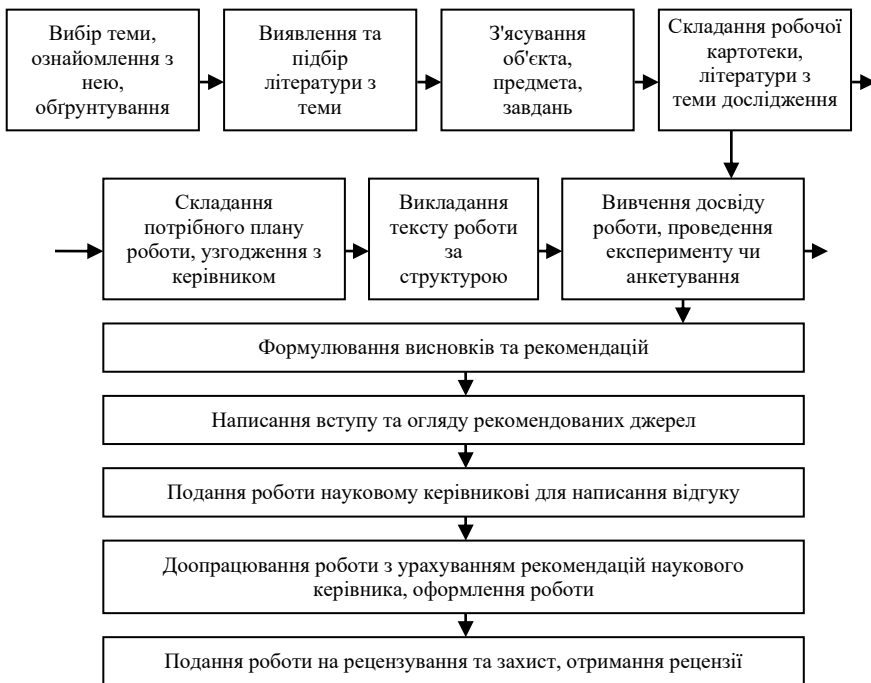 Вибір теми,
ознайомлення з
нею,
обґрунтування
Виявлення та
підбір
літератури з
теми
З'ясування
об'єкта,
предмета,
завдань
Складання робочої
картотеки,
літератури з
теми дослідження
Складання
потрібного плану
роботи, узгодження з
керівником
Викладання
тексту роботи
за
структурою
Вивчення досвіду
роботи, проведення
експерименту чи
анкетування
Формулювання висновків та рекомендацій
Написання вступу та огляду рекомендованих джерел
Подання роботи науковому керівникові для написання відгуку
Доопрацювання роботи з урахуванням рекомендацій наукового
керівника, оформлення роботи
Подання роботи на рецензування та захист, отримання рецензії